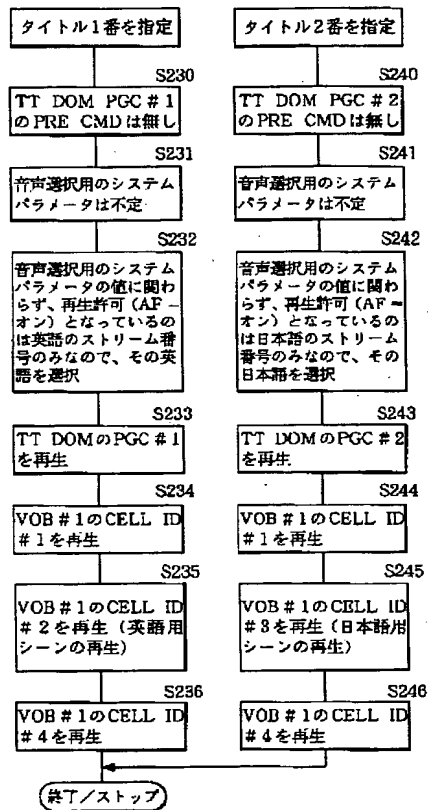 タイトル1番を指定
S230
TT DOM PGC#1
のPRE CMDは無し
S231
音声選択用のシステム
パラメータは不定
S232
音声選択用のシステム
パラメータの値に関わ
らず、再生許可(AF=
オン)となっているの
は英語のストリーム番
号のみなので、その英
語を選択
S233
TT DOMのPGC#1
を再生
S234
VOB#1のCELL ID
#1を再生
S235
VOB#1のCELL ID
#2を再生(英語用
シーンの再生)
S236
VOB#1のCELL ID
#4を再生
タイトル2番を指定
S240
TT DOM PGC#2
のPRE CMDは無し
S241
音声選択用のシステム
パラメータは不定
S242
音声選択用のシステム
パラメータの値に関わ
らず、再生許可(AF=
オン)となっているの
は日本語のストリーム
番号のみなので、その
日本語を選択
S243
TT DOMのPGC#2
を再生
S244
VOB#1のCELL ID
#1を再生
S245
VOB#1のCELL ID
#3を再生(日本語用
シーンの再生)
S246
VOB#1のCELL ID
#4を再生
終了/ストップ